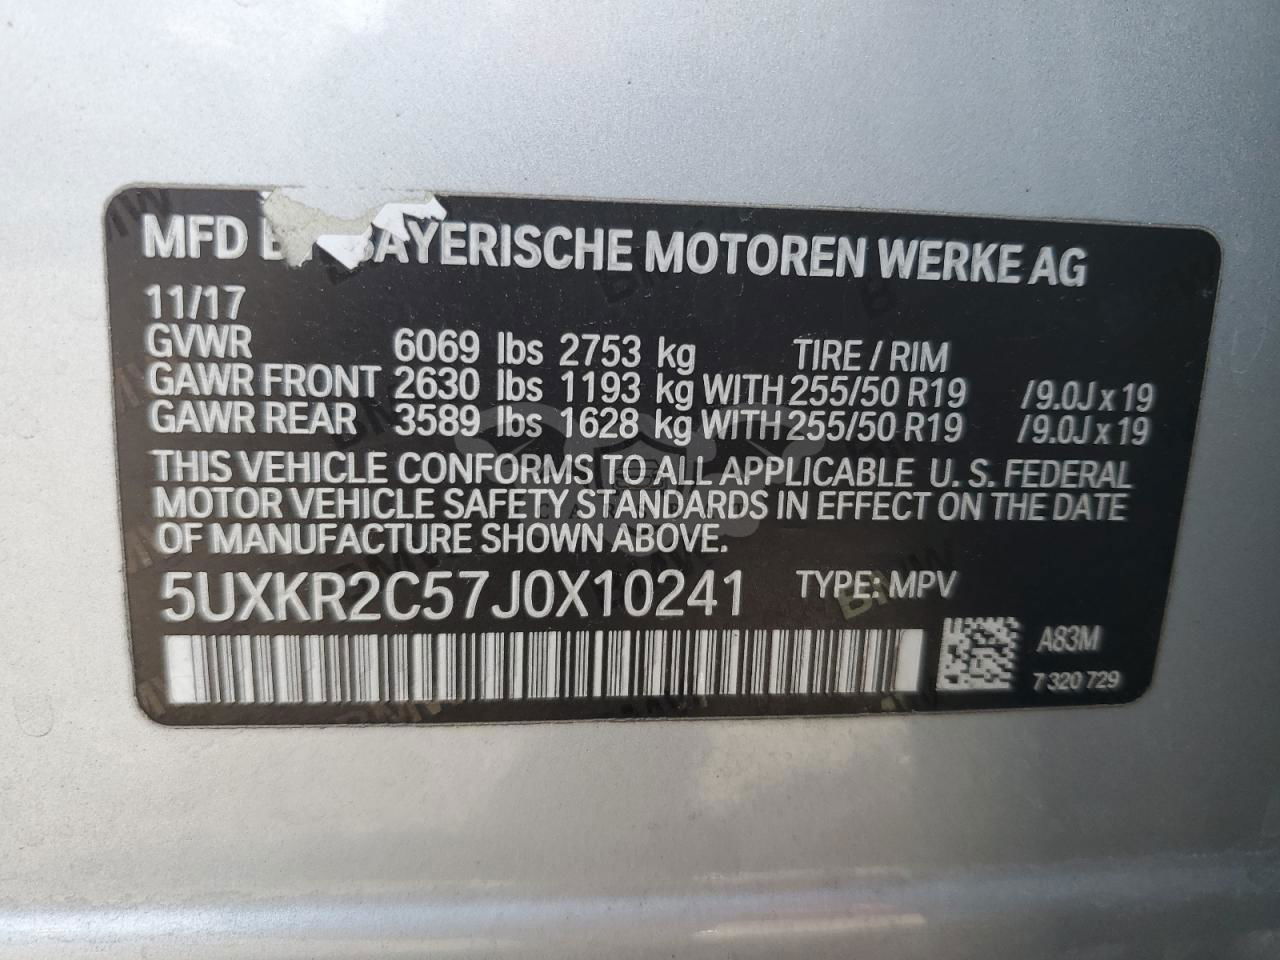 MFD BAYERISCHE MOTOREN WERKE AG
11/17
GVWR 6069 lbs 2753 kg TIRE / RIM
GAWR FRONT 2630 lbs 1193 kg WITH 255/50 R19 /9.0J x 19
GAWR REAR 3589 lbs 1628 kg WITH 255/50 R19 /9.0J x 19
THIS VEHICLE CONFORMS TO ALL APPLICABLE U. S. FEDERAL
MOTOR VEHICLE SAFETY STANDARDS IN EFFECT ON THE DATE
OF MANUFACTURE SHOWN ABOVE.
5UXKR2C57J0X10241 TYPE: MPV
A83M
7 320 729